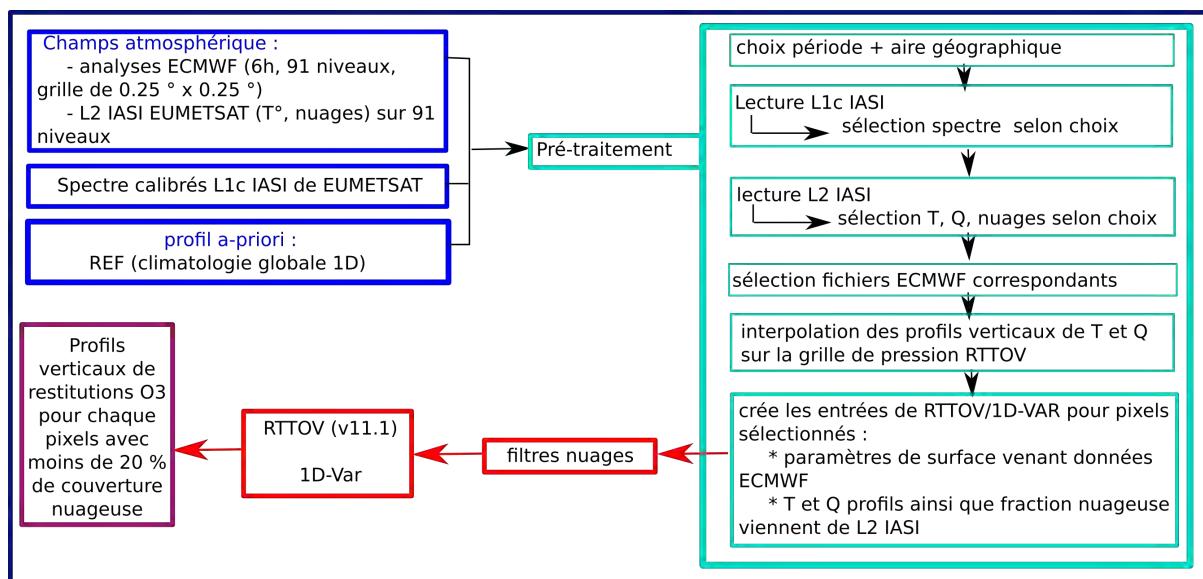 Champs atmosphérique :
- analyses ECMWF (6h, 91 niveaux,
grille de 0.25 ° x 0.25 °)
- L2 IASI EUMETSAT (T°, nuages) sur 91
niveaux
Spectre calibrés L1c IASI de EUMETSAT
profil a-priori :
REF (climatologie globale 1D)
Pré-traitement
choix période + aire géographique
Lecture L1c IASI
sélection spectre selon choix
lecture L2 IASI
sélection T, Q, nuages selon choix
sélection fichiers ECMWF correspondants
interpolation des profils verticaux de T et Q
sur la grille de pression RTTOV
crée les entrées de RTTOV/1D-VAR pour pixels
sélectionnés :
* paramètres de surface venant données
ECMWF
* T et Q profils ainsi que fraction nuageuse
viennent de L2 IASI
filtres nuages
RTTOV (v11.1)
1D-Var
Profils
verticaux de
restitutions O3
pour chaque
pixels avec
moins de 20 %
de couverture
nuageuse